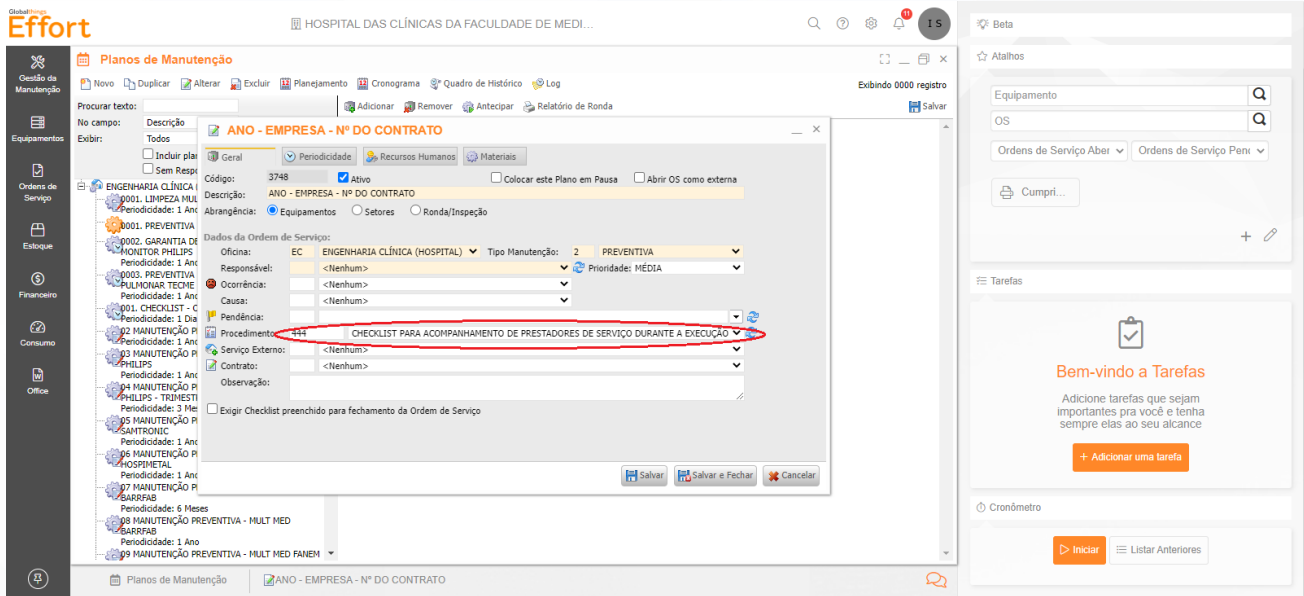 Globalthings
Effort
HOSPITAL DAS CLÍNICAS DA FACULDADE DE MEDI...
11
I S
Gestão da
Manutenção
Equipamentos
Ordens de
Serviço
Estoque
Financeiro
Consumo
Office
Planos de Manutenção
Novo Duplicar Alterar Excluir Planejamento Cronograma Quadro de Histórico Log
Exibindo 0000 registro
Procurar texto:
Adicionar Remover Antecipar Relatório de Ronda
Salvar
No campo: Descrição
Exibir: Todos
Incluir plan
Sem Respo
ENGENHARIA CLÍNICA (
0001. LIMPEZA MUL
Periodicidade: 1 Ano
0001. PREVENTIVA
0002. GARANTIA DE
MONITOR PHILIPS
Periodicidade: 1 Ano
0003. PREVENTIVA
PULMONAR TECME
Periodicidade: 1 Ano
001. CHECKLIST - C
Periodicidade: 1 Dia
02 MANUTENÇÃO P
Periodicidade: 1 Ano
03 MANUTENÇÃO P
PHILIPS
Periodicidade: 1 Ano
04 MANUTENÇÃO P
PHILIPS - TRIMESTI
Periodicidade: 3 Mes
05 MANUTENÇÃO P
SAMTRONIC
Periodicidade: 1 Ano
06 MANUTENÇÃO P
HOSPIMETAL
Periodicidade: 1 Ano
07 MANUTENÇÃO P
BARRFAB
Periodicidade: 6 Meses
08 MANUTENÇÃO PREVENTIVA - MULT MED
BARRFAB
Periodicidade: 1 Ano
09 MANUTENÇÃO PREVENTIVA - MULT MED FANEM
ANO - EMPRESA - Nº DO CONTRATO
Geral Periodicidade Recursos Humanos Materiais
Código: 3748 Ativo Colocar este Plano em Pausa Abrir OS como externa
Descrição: ANO - EMPRESA - Nº DO CONTRATO
Abrangência: Equipamentos Setores Ronda/Inspeção
Dados da Ordem de Serviço:
Oficina: EC ENGENHARIA CLÍNICA (HOSPITAL) Tipo Manutenção: 2 PREVENTIVA
Responsável: <Nenhum> Prioridade: MÉDIA
Ocorrência: <Nenhum>
Causa: <Nenhum>
Pendência:
Procedimento: 444 CHECKLIST PARA ACOMPANHAMENTO DE PRESTADORES DE SERVIÇO DURANTE A EXECUÇÃO
Serviço Externo: <Nenhum>
Contrato: <Nenhum>
Observação:
Exigir Checklist preenchido para fechamento da Ordem de Serviço
Salvar Salvar e Fechar Cancelar
Planos de Manutenção ANO - EMPRESA - Nº DO CONTRATO
Beta
Atalhos
Equipamento
OS
Ordens de Serviço Aber Ordens de Serviço Pend
Cumpri...
Tarefas
Bem-vindo a Tarefas
Adicione tarefas que sejam
importantes pra você e tenha
sempre elas ao seu alcance
+ Adicionar uma tarefa
Cronômetro
Iniciar Listar Anteriores